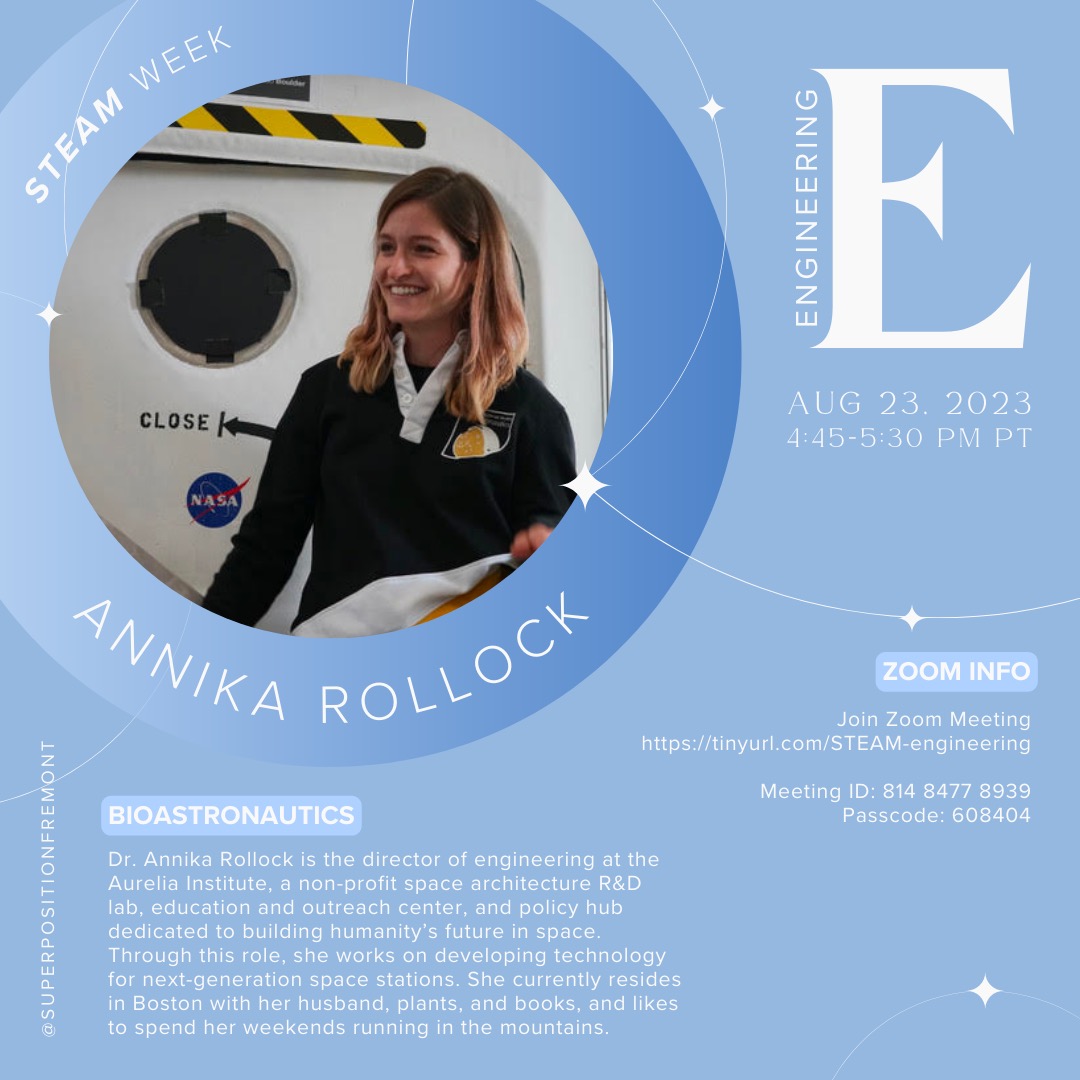 STEAM WEEK
E
ENGINEERING
AUG 23. 2023
4:45-5:30 PM PT
CLOSE
NASA
ANNIKA ROLLOCK
ZOOM INFO
Join Zoom Meeting
https://tinyurl.com/STEAM-engineering
Meeting ID: 814 8477 8939
Passcode: 608404
@SUPERPOSITIONFREMONT
BIOASTRONAUTICS
Dr. Annika Rollock is the director of engineering at the
Aurelia Institute, a non-profit space architecture R&D
lab, education and outreach center, and policy hub
dedicated to building humanity’s future in space.
Through this role, she works on developing technology
for next-generation space stations. She currently resides
in Boston with her husband, plants, and books, and likes
to spend her weekends running in the mountains.